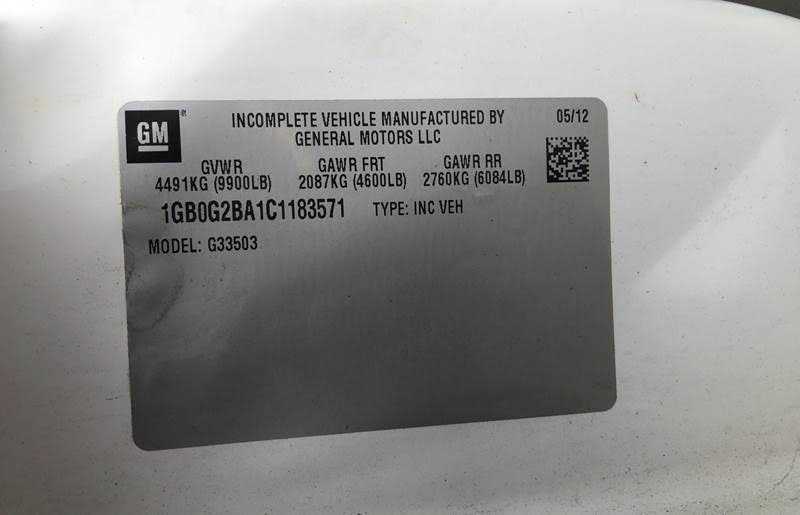 GM ®
INCOMPLETE VEHICLE MANUFACTURED BY 05/12
GENERAL MOTORS LLC
GVWR GAWR FRT GAWR RR
4491KG (9900LB) 2087KG (4600LB) 2760KG (6084LB)
1GB0G2BA1C1183571 TYPE: INC VEH
MODEL: G33503